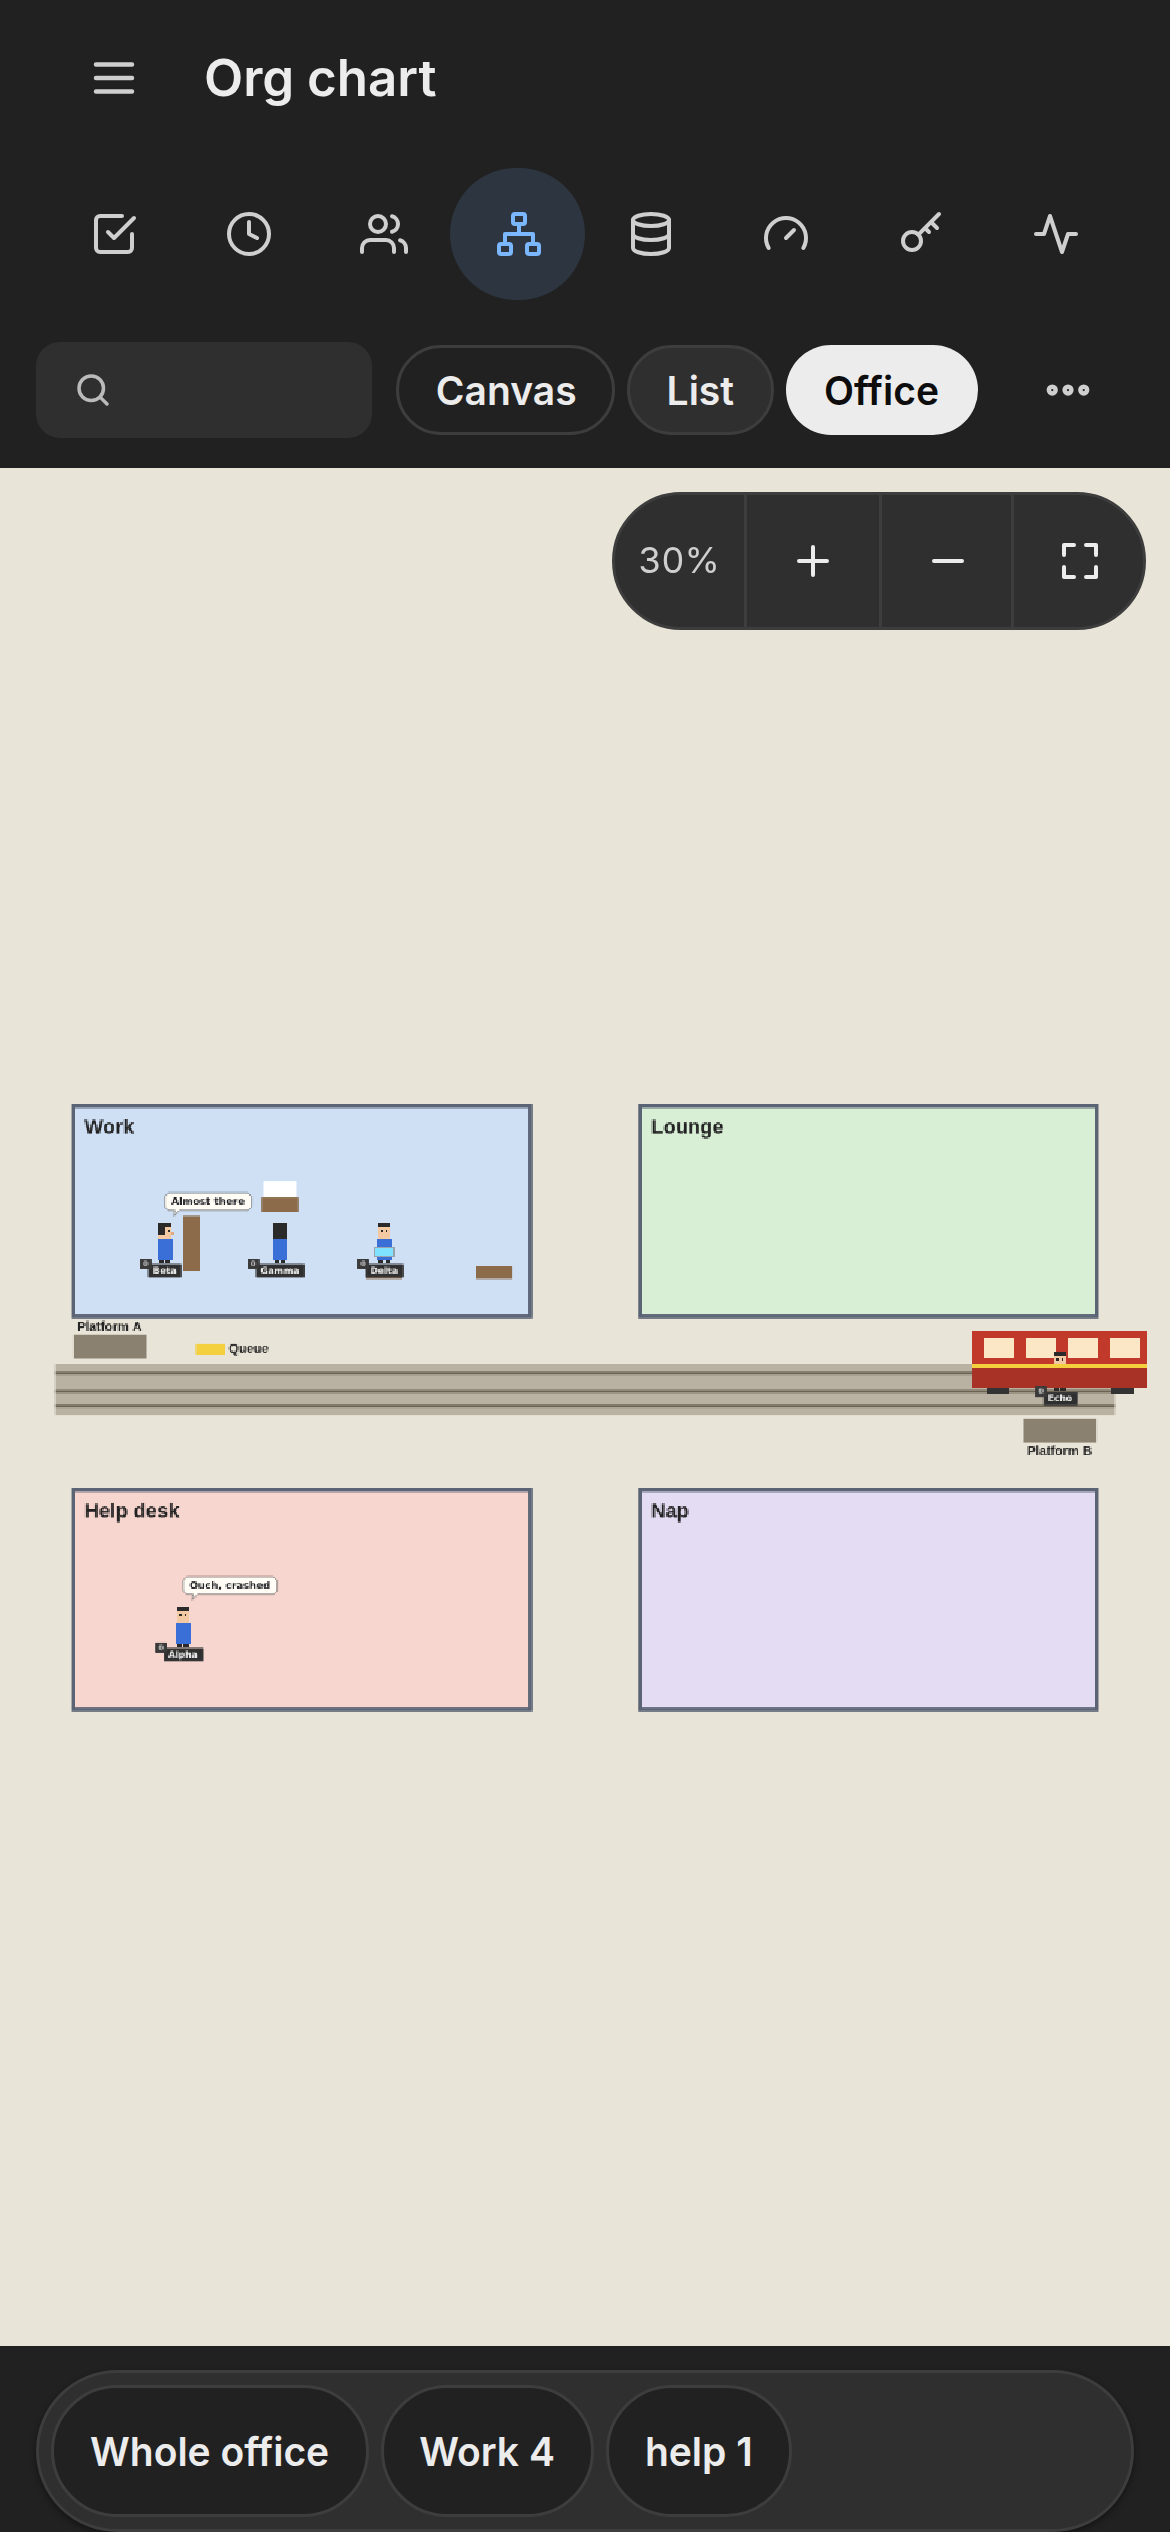 Org chart
Canvas
List
Office
30%
Work
Lounge
Almost there
Beta
Gamma
Delta
Platform A
Queue
Echo
Platform B
Help desk
Nap
Ouch, crashed
Alpha
Whole office
Work 4
help 1